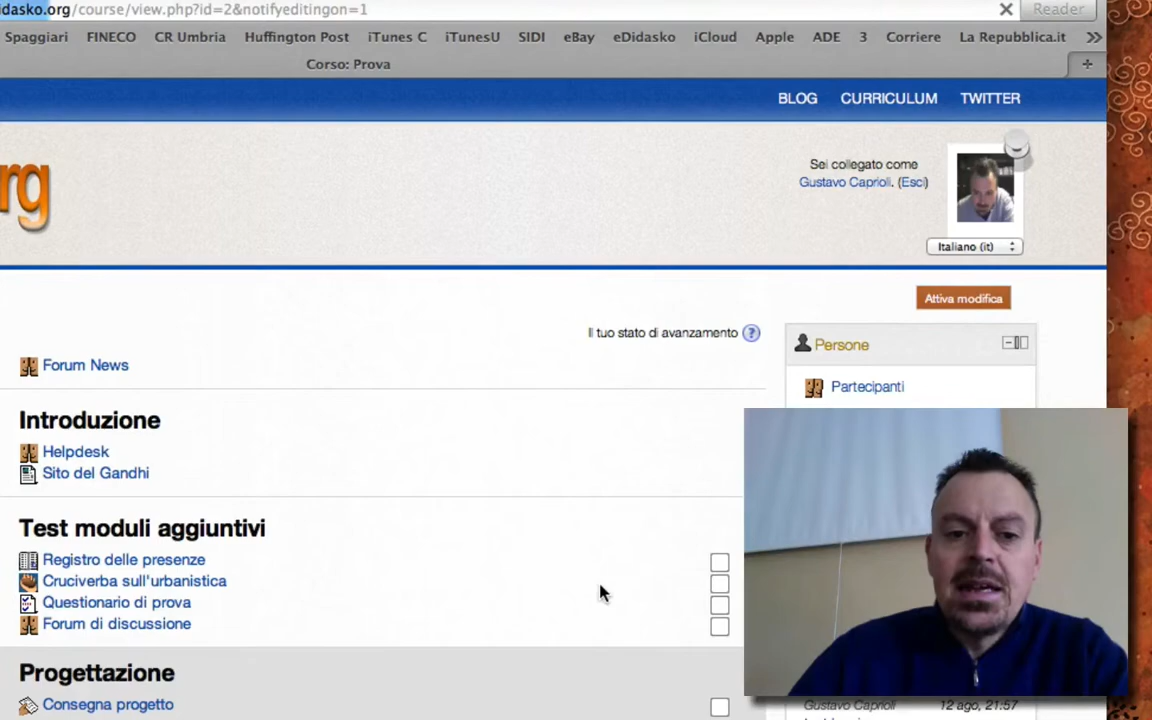 idasko.org/course/view.php?id=2&notifyeditingon=1
Reader
Spaggiari FINECO CR Umbria Huffington Post iTunes C iTunesU SIDI eBay eDidasko iCloud Apple ADE 3 Corriere La Repubblica.it
Corso: Prova
BLOG CURRICULUM TWITTER
rg
Sei collegato come
Gustavo Caprioli. (Esci)
Italiano (it)
Attiva modifica
Il tuo stato di avanzamento
Persone
Forum News
Partecipanti
Introduzione
Helpdesk
Sito del Gandhi
Test moduli aggiuntivi
Registro delle presenze
Cruciverba sull'urbanistica
Questionario di prova
Forum di discussione
Progettazione
Consegna progetto
Gustavo Caprioli 12 ago, 21:57